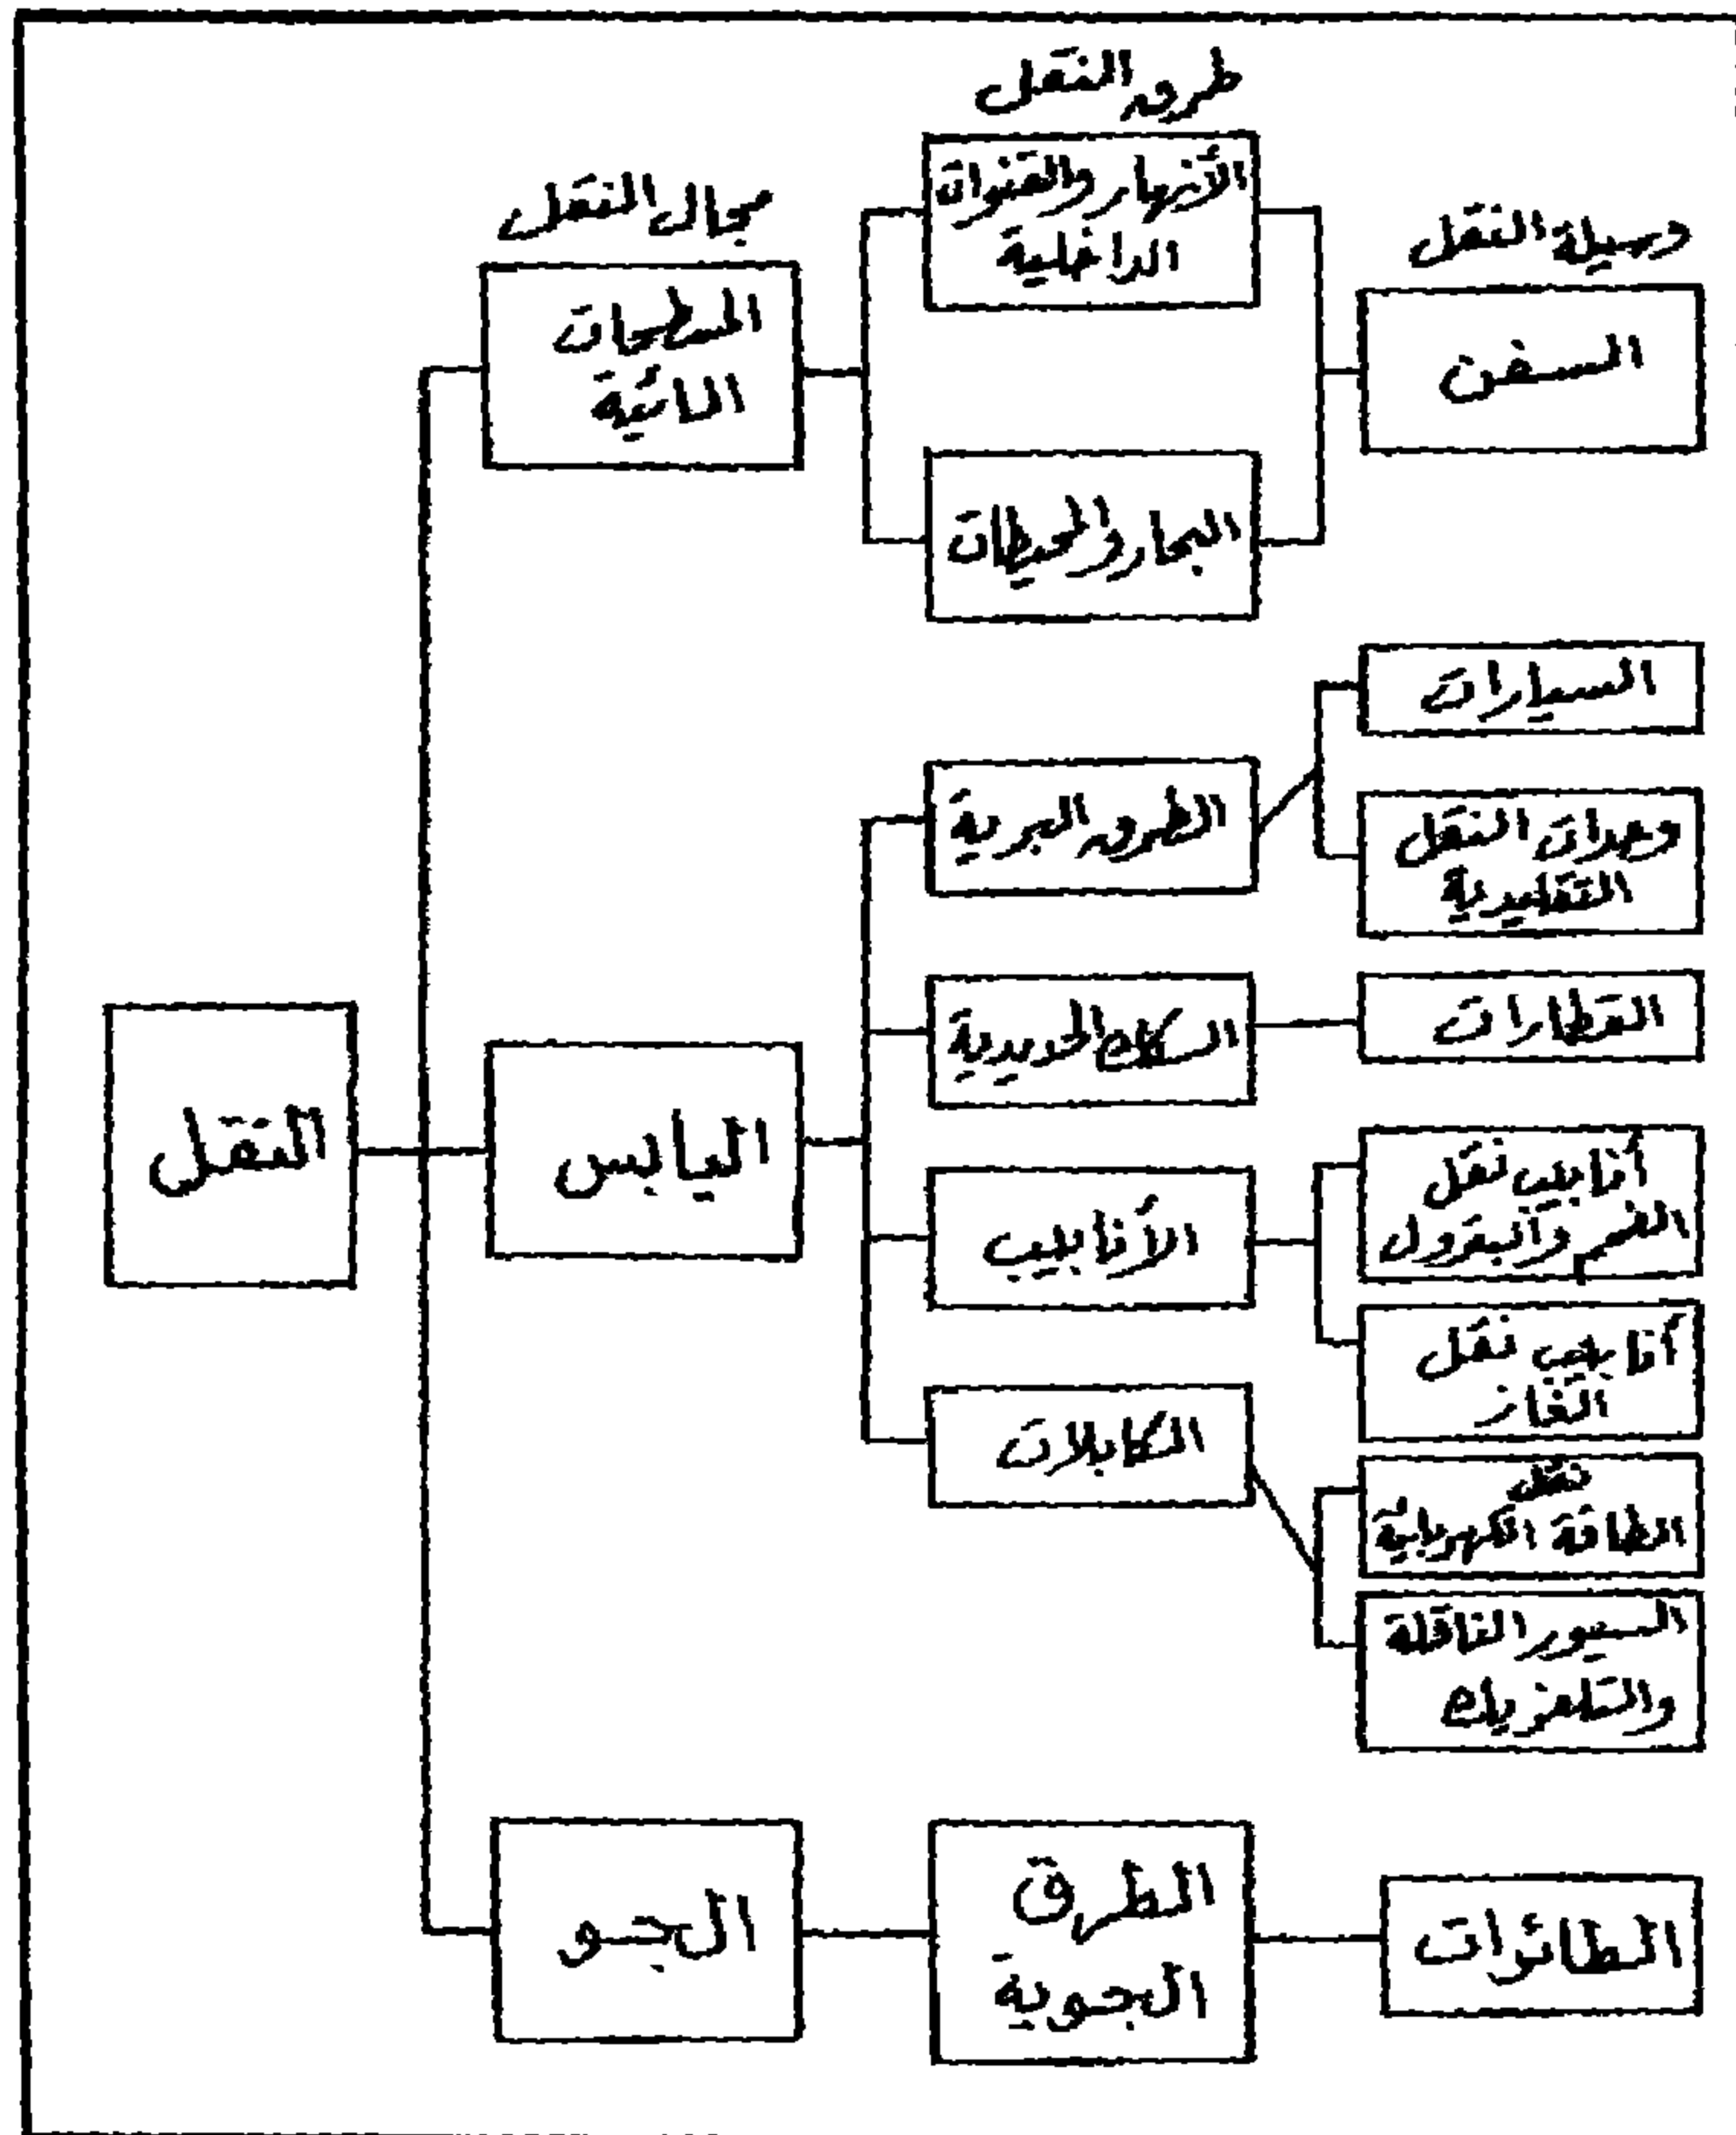 طرق النقل
مجال النقل
وسيلة النقل
الأنهار والقنوات
الداخلية
المسطحات
المائية
السفن
البحار والمحيطات
السيارات
الطرق البرية
وحدات النقل
التقليدية
السكك الحديدية
القطارات
النقل
اليابس
الأنابيب
أنابيب نقل
الفحم والبترول
أنابيب نقل
الغاز
الكابلات
نقل
الطاقة الكهربائية
السيور الناقلة
والتلفزيك
الجو
الطرق
الجوية
الطائرات